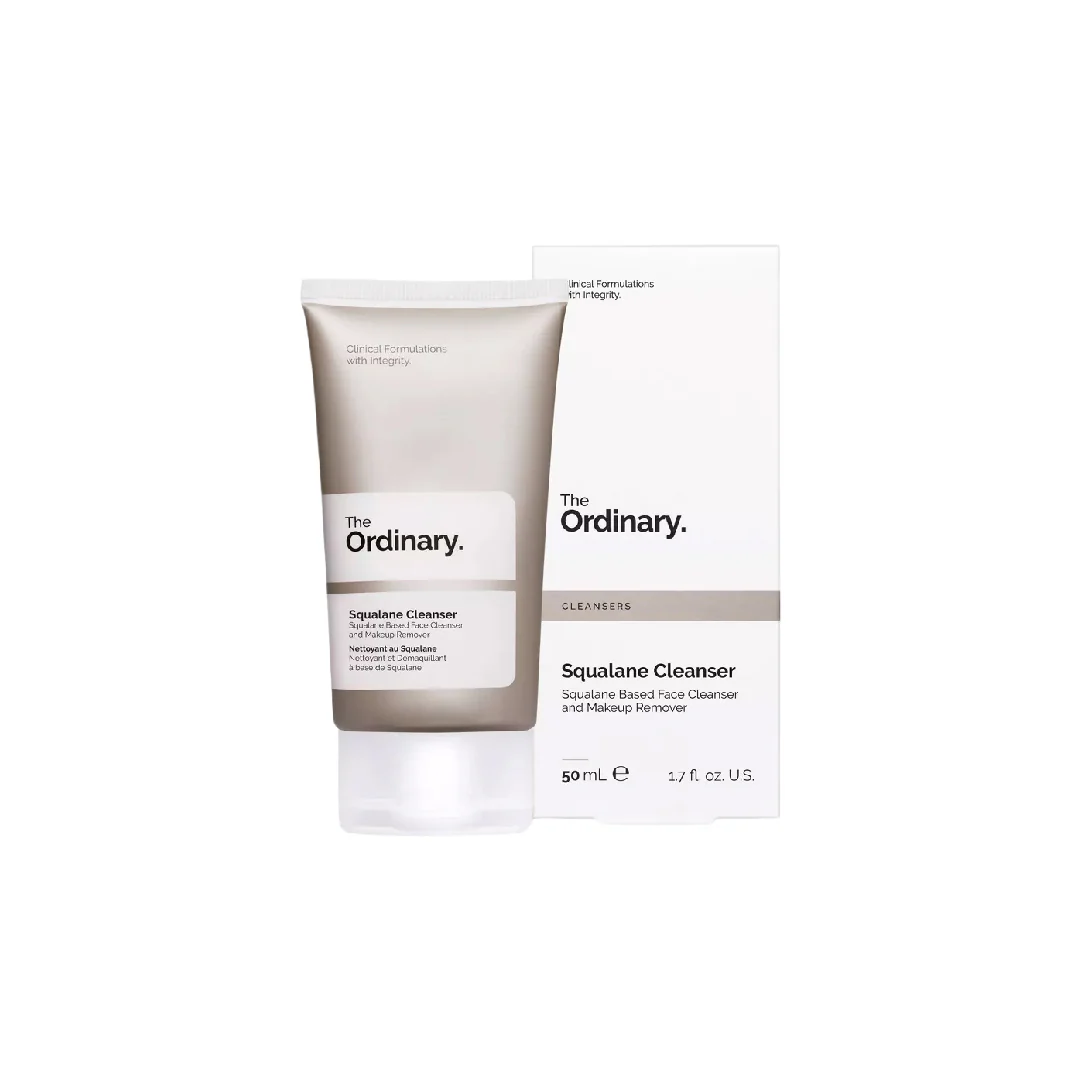 Clinical Formulations
with Integrity.
The
Ordinary.
Squalane Cleanser
Squalane Based Face Cleanser
and Makeup Remover
Nettoyant au Squalane
Nettoyant et Démaquillant
à base de Squalane
linical Formulations
ith Integrity.
The
Ordinary.
CLEANSERS
Squalane Cleanser
Squalane Based Face Cleanser
and Makeup Remover
50 mL ℮ 1.7 fl. oz. U.S.